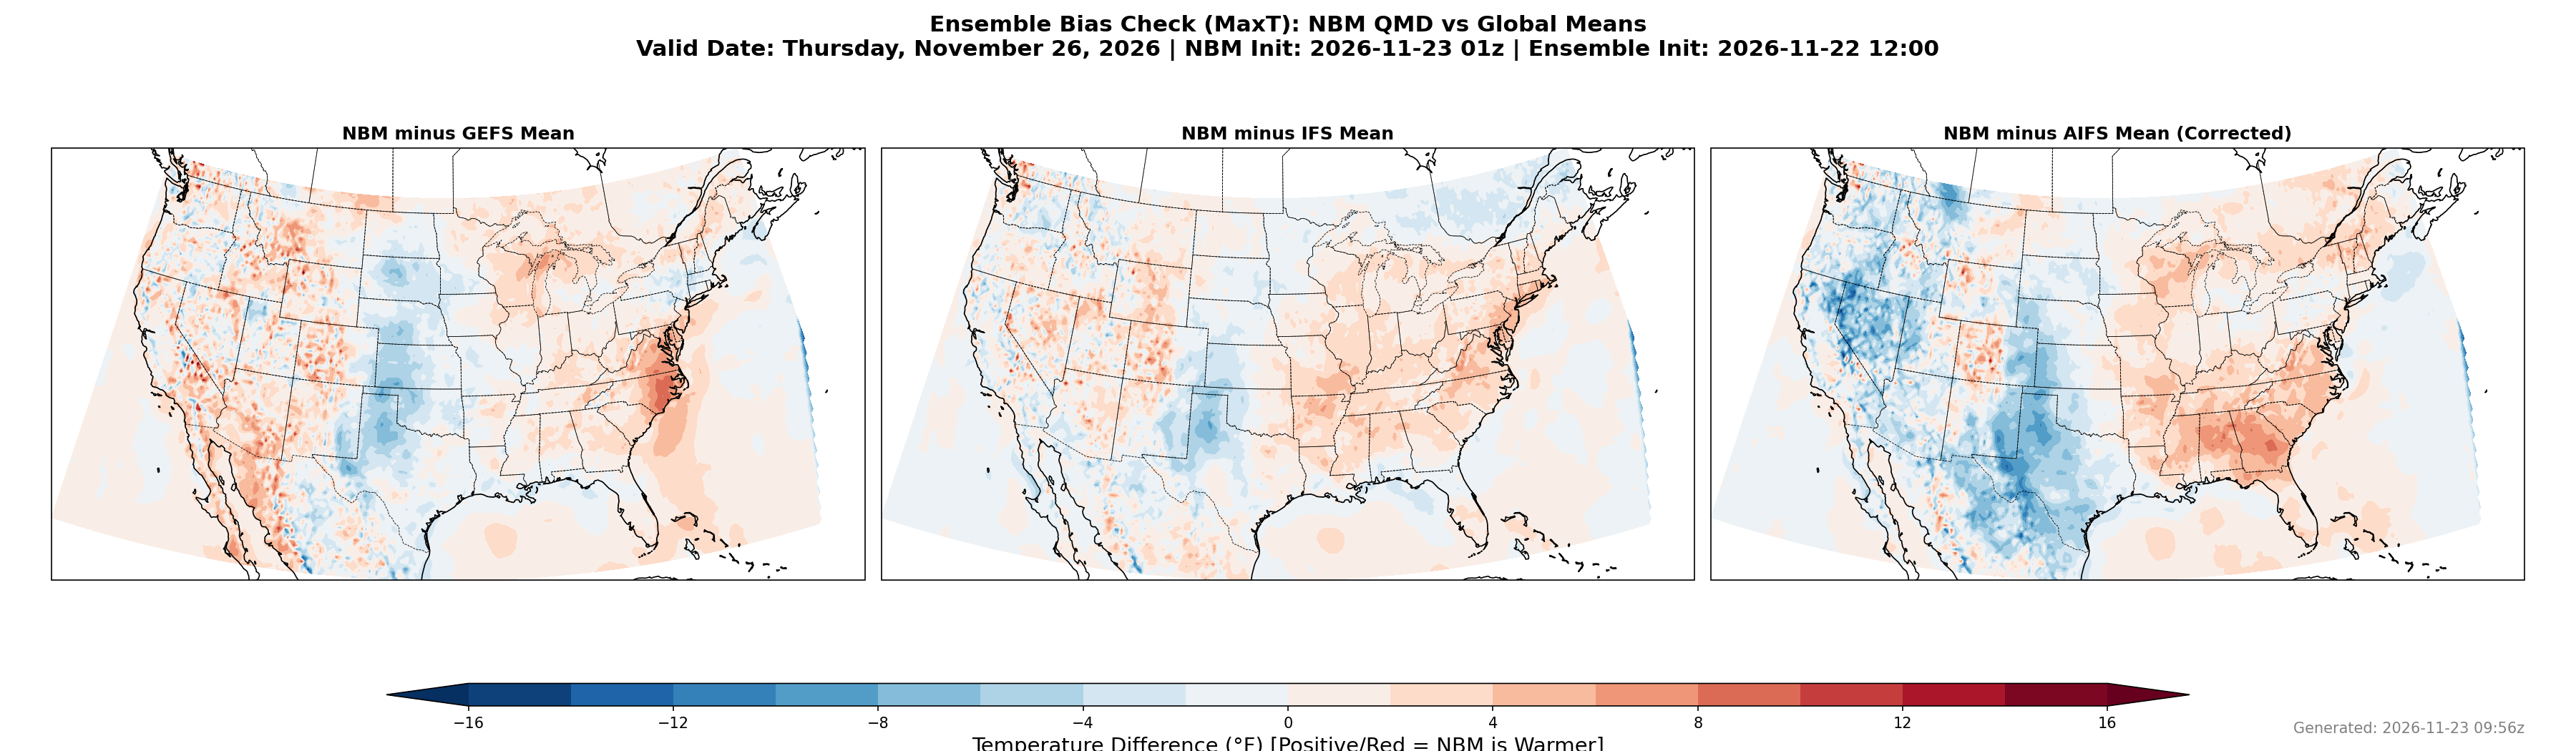 Ensemble Bias Check (MaxT): NBM QMD vs Global Means
Valid Date: Thursday, November 26, 2026 | NBM Init: 2026-11-23 01z | Ensemble Init: 2026-11-22 12:00
NBM minus GEFS Mean
NBM minus IFS Mean
NBM minus AIFS Mean (Corrected)
−16 −12 −8 −4 0 4 8 12 16
Temperature Difference (°F) [Positive/Red = NBM is Warmer]
Generated: 2026-11-23 09:56z